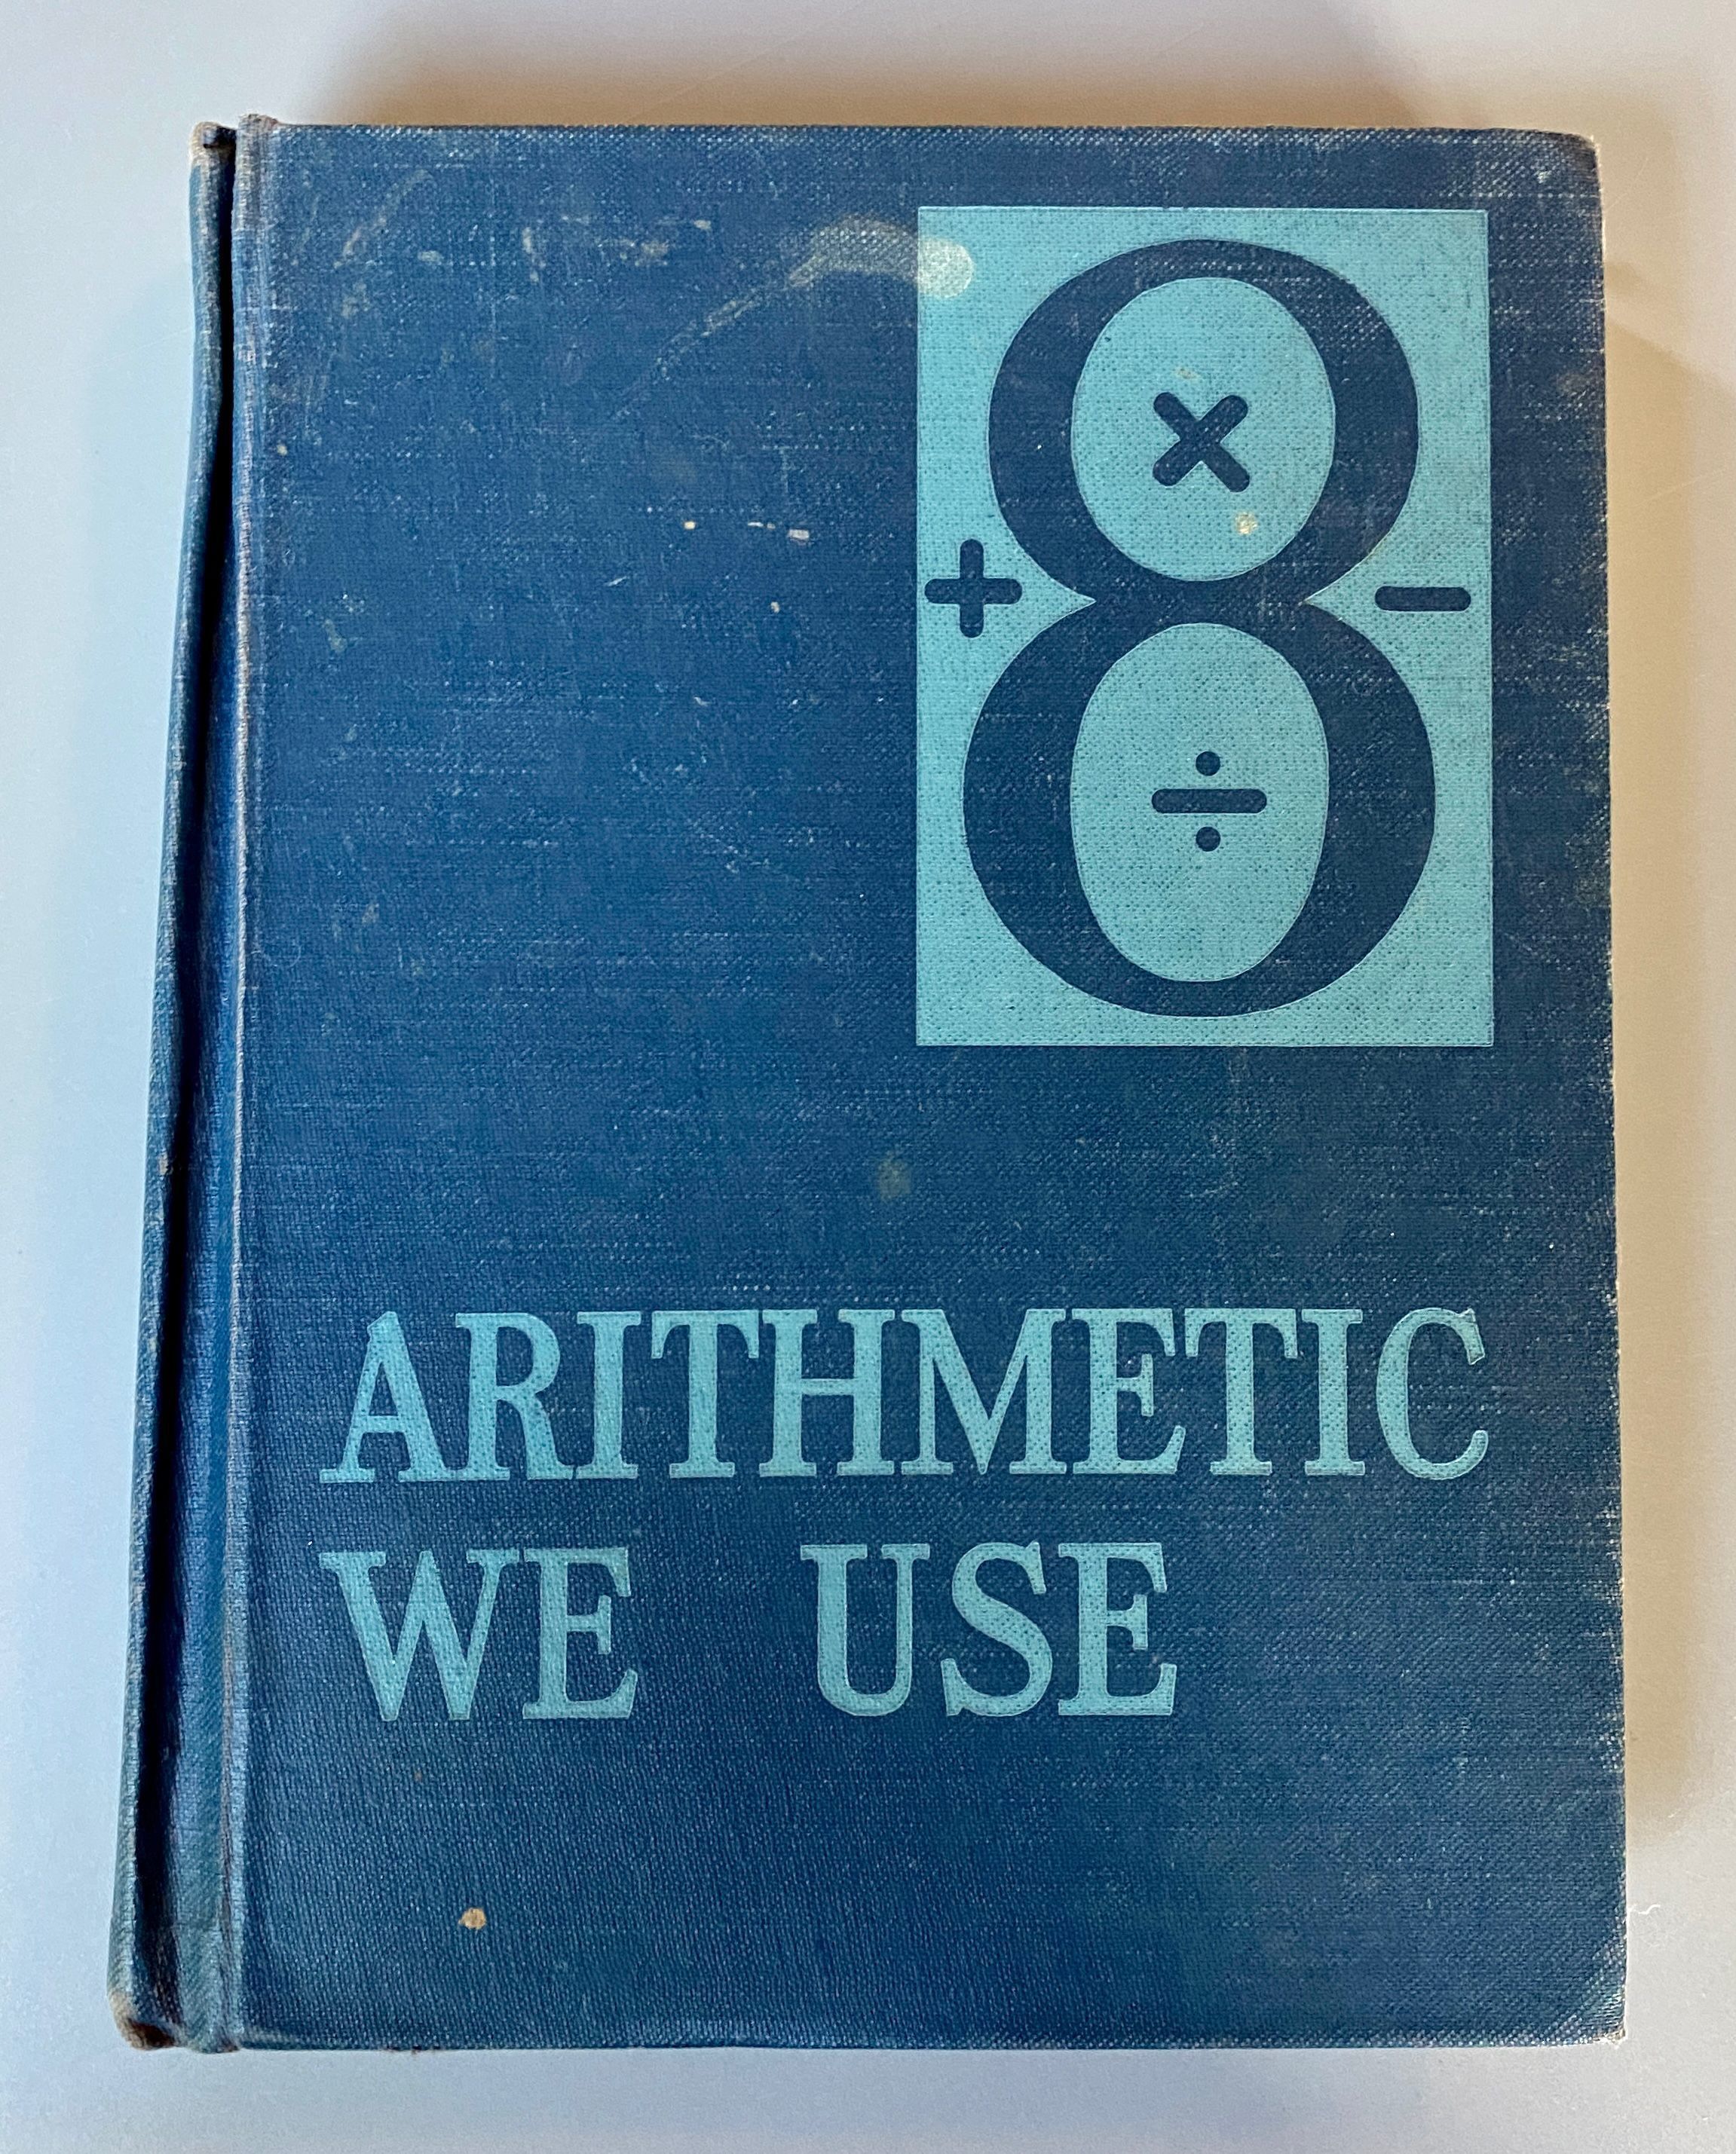 8
×
+ −
÷
ARITHMETIC
WE USE